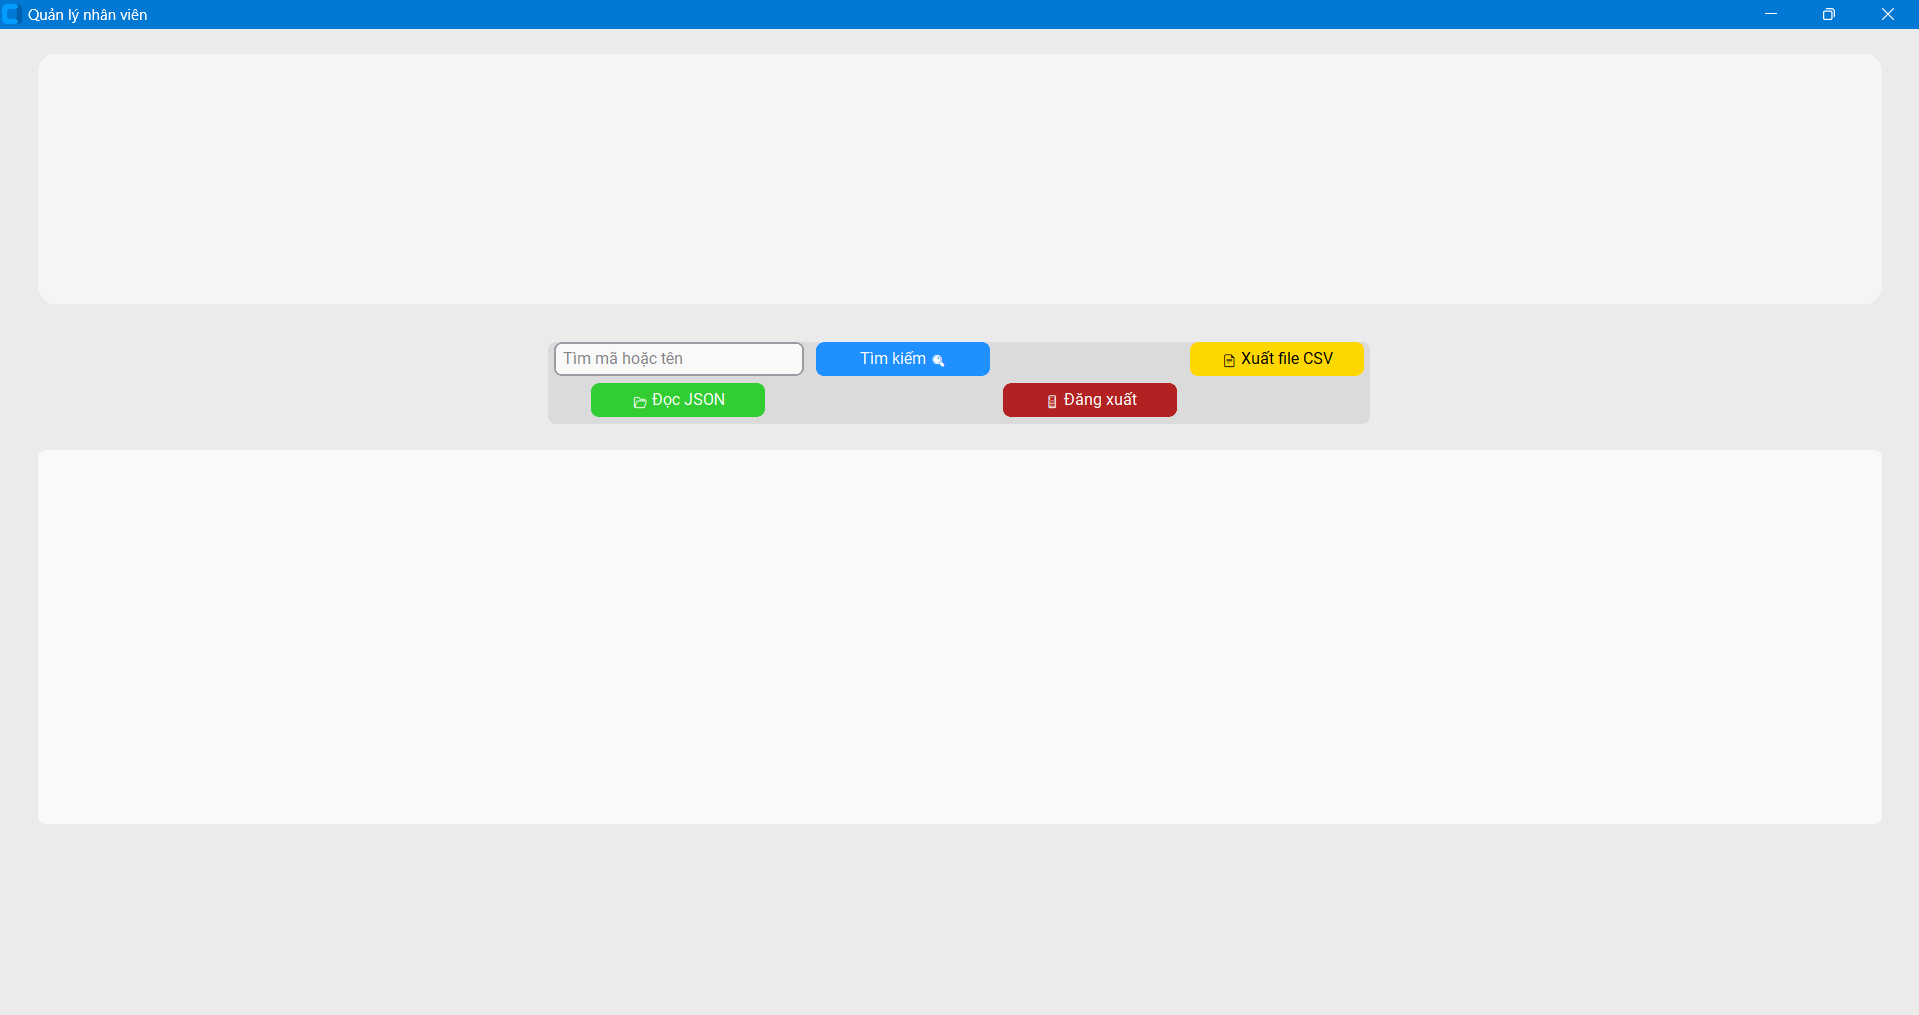 Quản lý nhân viên
Tìm mã hoặc tên
Tìm kiếm
Xuất file CSV
Đọc JSON
Đăng xuất